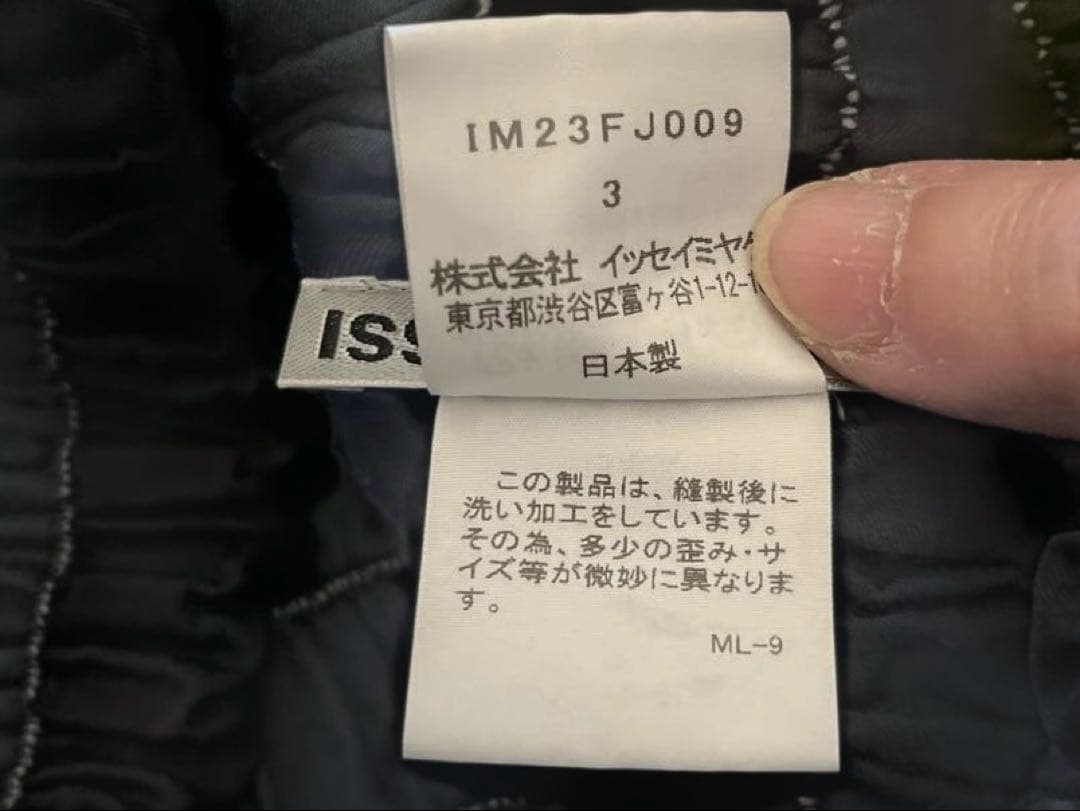 IM23FJ009
3
株式会社 イッセイミヤケ
東京都渋谷区富ヶ谷1-12-1
ISS
日本製
この製品は、縫製後に
洗い加工をしています。
その為、多少の歪み・サ
イズ等が微妙に異なりま
す。
ML-9